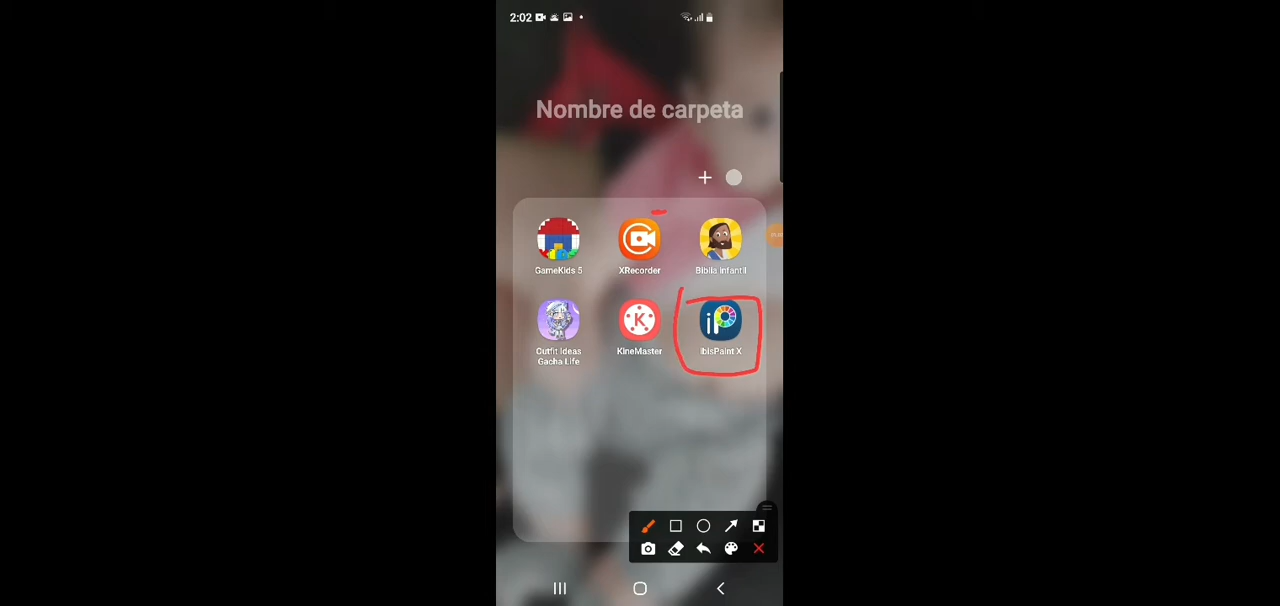 2:02
Nombre de carpeta
GameKids 5
XRecorder
Biblia Infantil
Outfit Ideas
Gacha Life
KineMaster
ibisPaint X